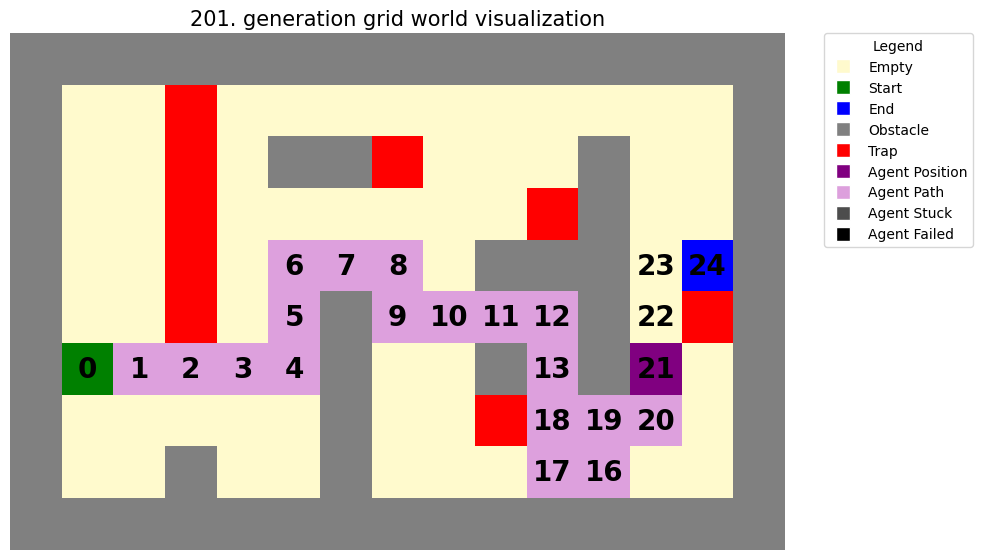 201. generation grid world visualization
Legend
Empty
Start
End
Obstacle
Trap
Agent Position
Agent Path
Agent Stuck
Agent Failed
6 7 8 23 24
5 9 10 11 12 22
0 1 2 3 4 13 21
18 19 20
17 16